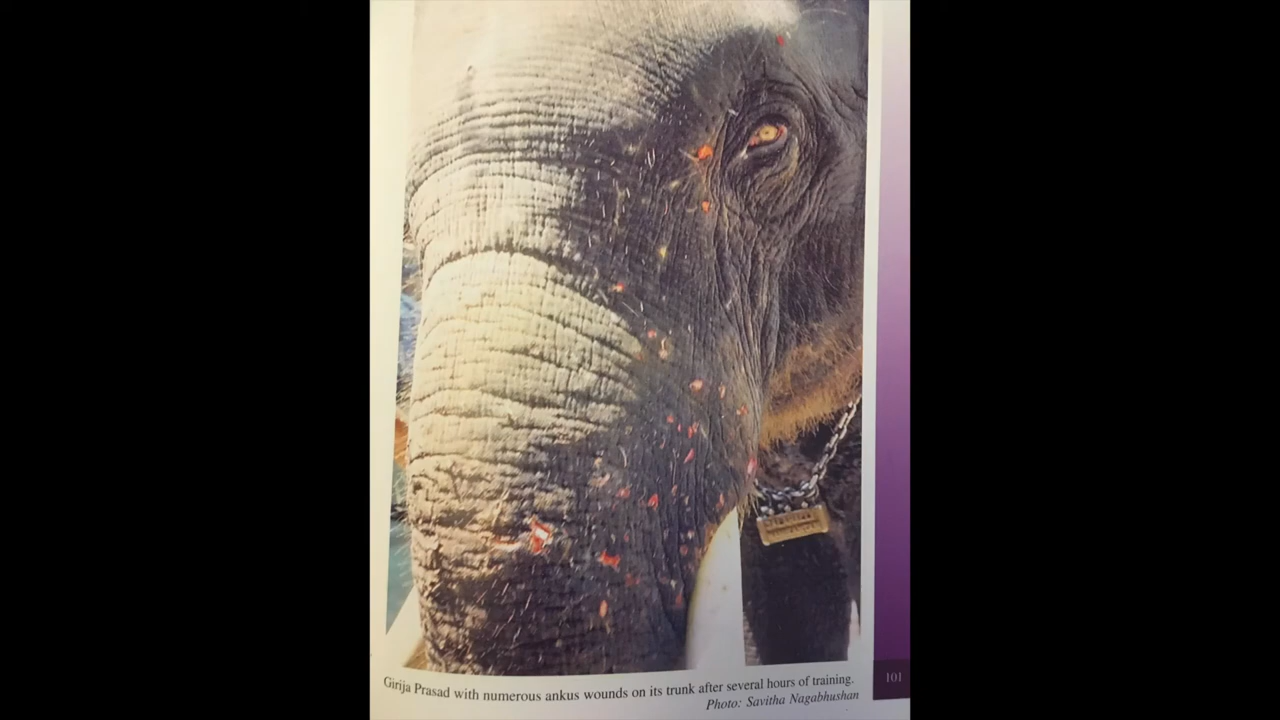 Girija Prasad with numerous ankus wounds on its trunk after several hours of training.
Photo: Savitha Nagabhushan
101